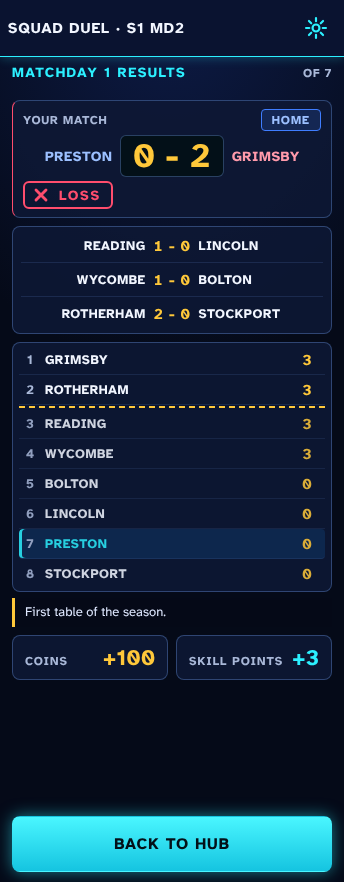 SQUAD DUEL · S1 MD2
MATCHDAY 1 RESULTS OF 7
YOUR MATCH HOME
PRESTON 0 - 2 GRIMSBY
LOSS
READING 1 - 0 LINCOLN
WYCOMBE 1 - 0 BOLTON
ROTHERHAM 2 - 0 STOCKPORT
1 GRIMSBY 3
2 ROTHERHAM 3
3 READING 3
4 WYCOMBE 3
5 BOLTON 0
6 LINCOLN 0
7 PRESTON 0
8 STOCKPORT 0
First table of the season.
COINS +100 SKILL POINTS +3
BACK TO HUB